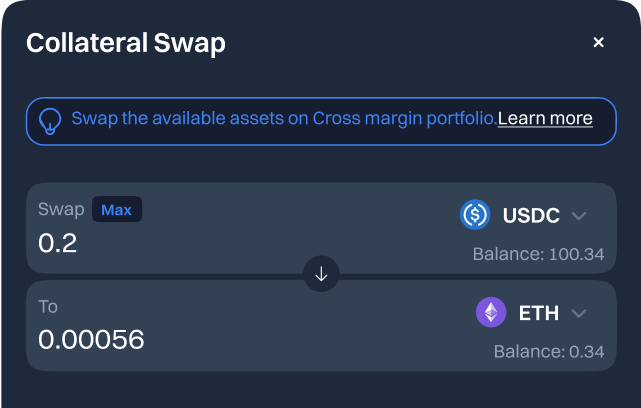 Collateral Swap
Swap the available assets on Cross margin portfolio.Learn more
Swap Max
USDC
0.2
Balance: 100.34
To
ETH
0.00056
Balance: 0.34